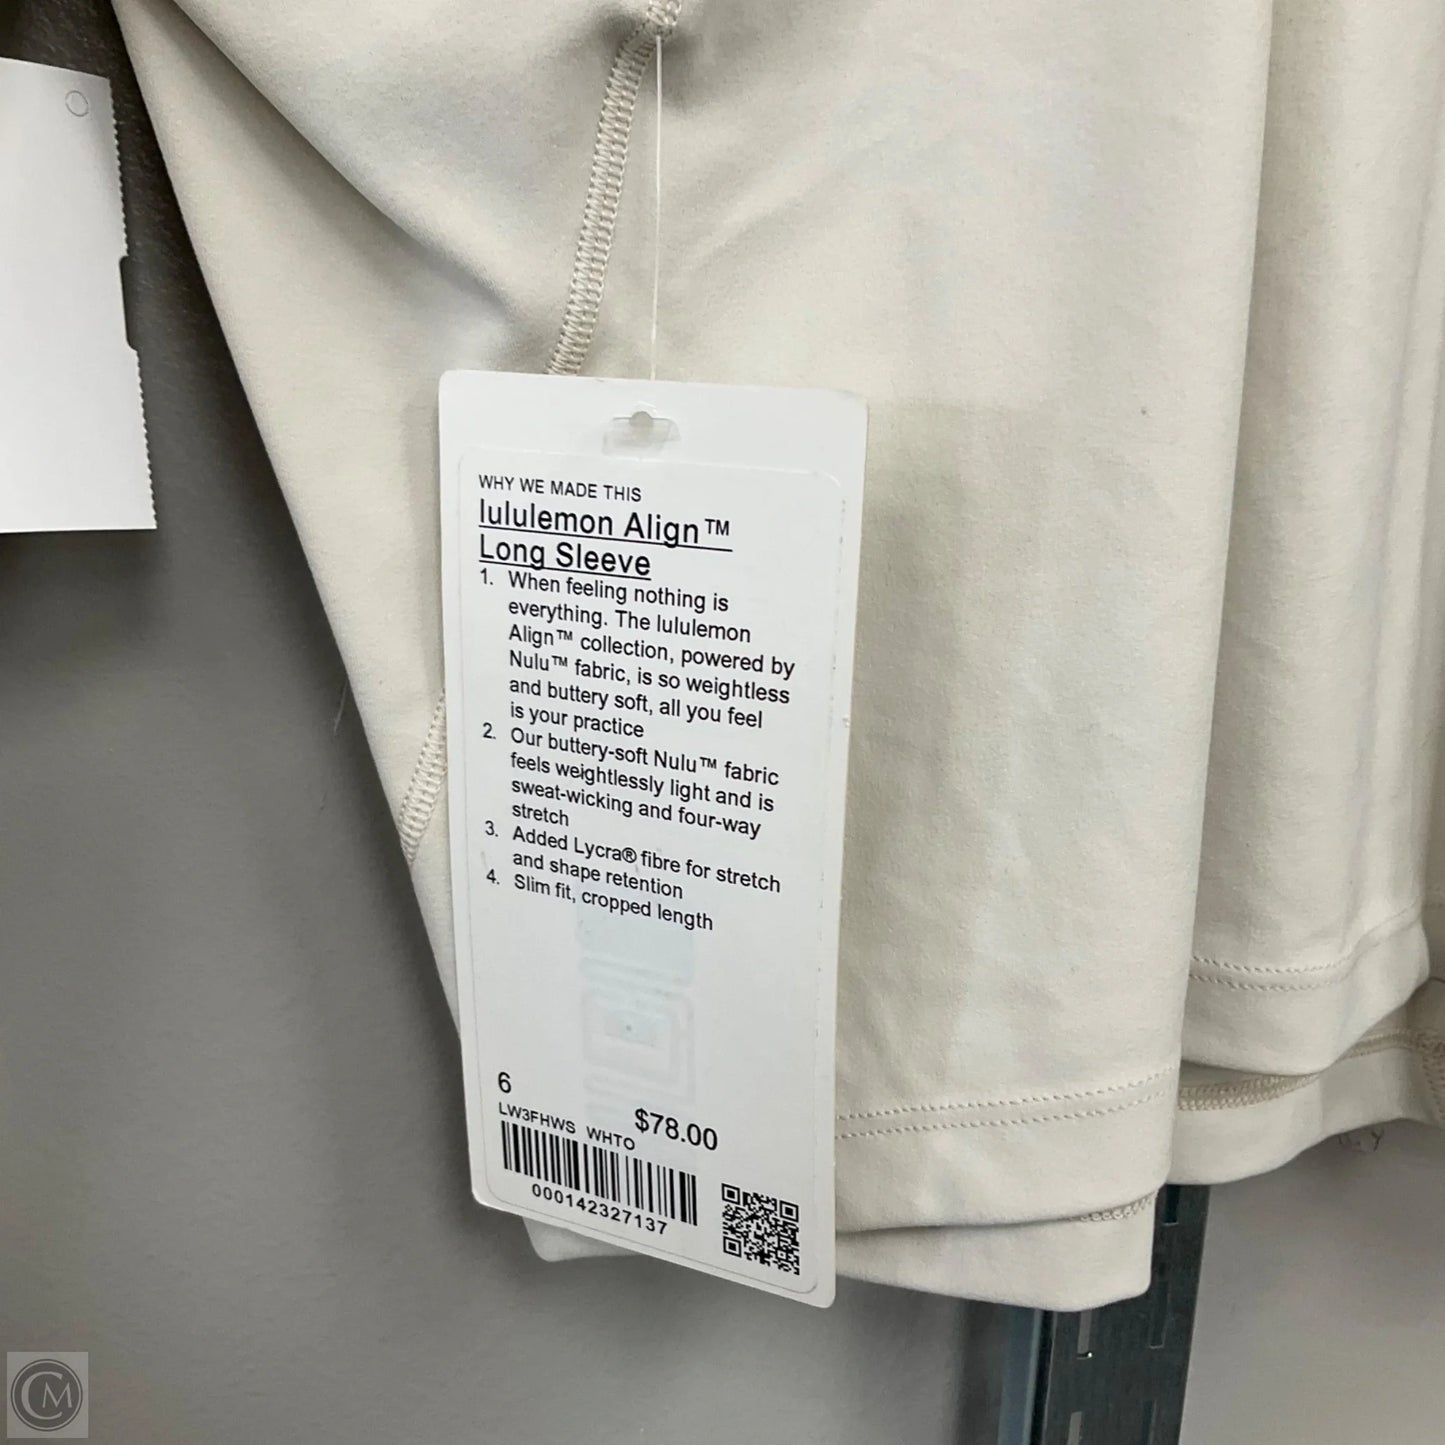 WHY WE MADE THIS
lululemon Align™
Long Sleeve
1. When feeling nothing is
everything. The lululemon
Align™ collection, powered by
Nulu™ fabric, is so weightless
and buttery soft, all you feel
is your practice
2. Our buttery-soft Nulu™ fabric
feels weightlessly light and is
sweat-wicking and four-way
stretch
3. Added Lycra® fibre for stretch
and shape retention
4. Slim fit, cropped length
6
$78.00
LW3FHWS WHTO
000142327137
CM